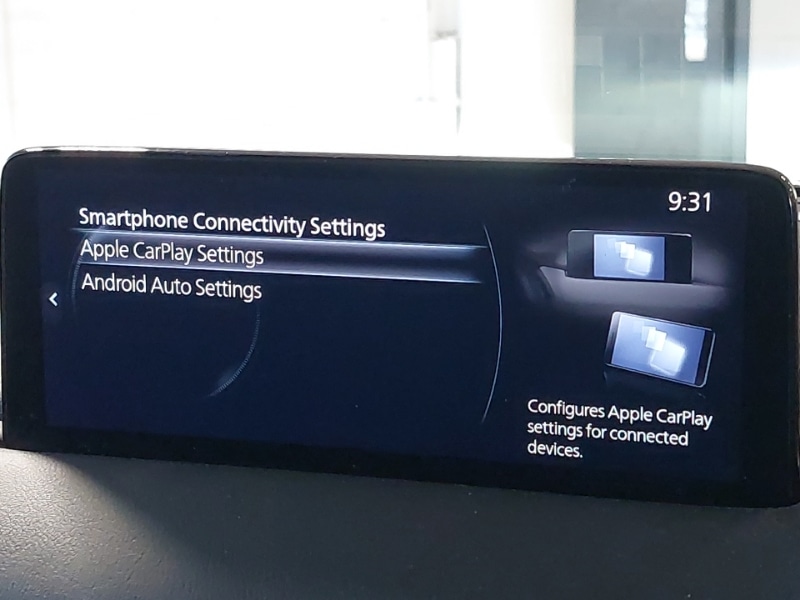 9:31
Smartphone Connectivity Settings
Apple CarPlay Settings
Android Auto Settings
Configures Apple CarPlay
settings for connected
devices.